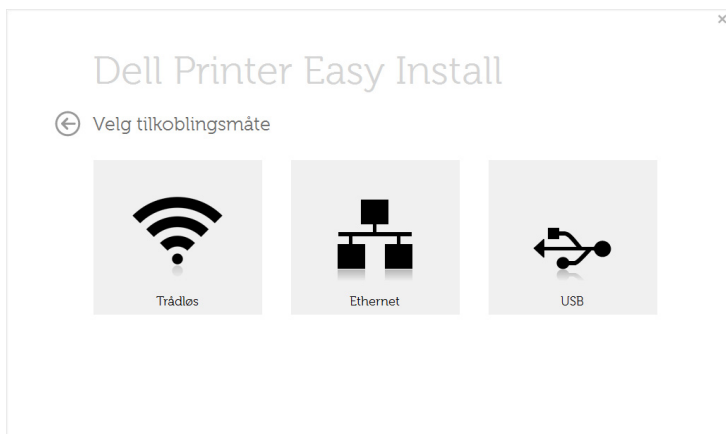 Dell Printer Easy Install
Velg tilkoblingsmåte
Trådløs
Ethernet
USB